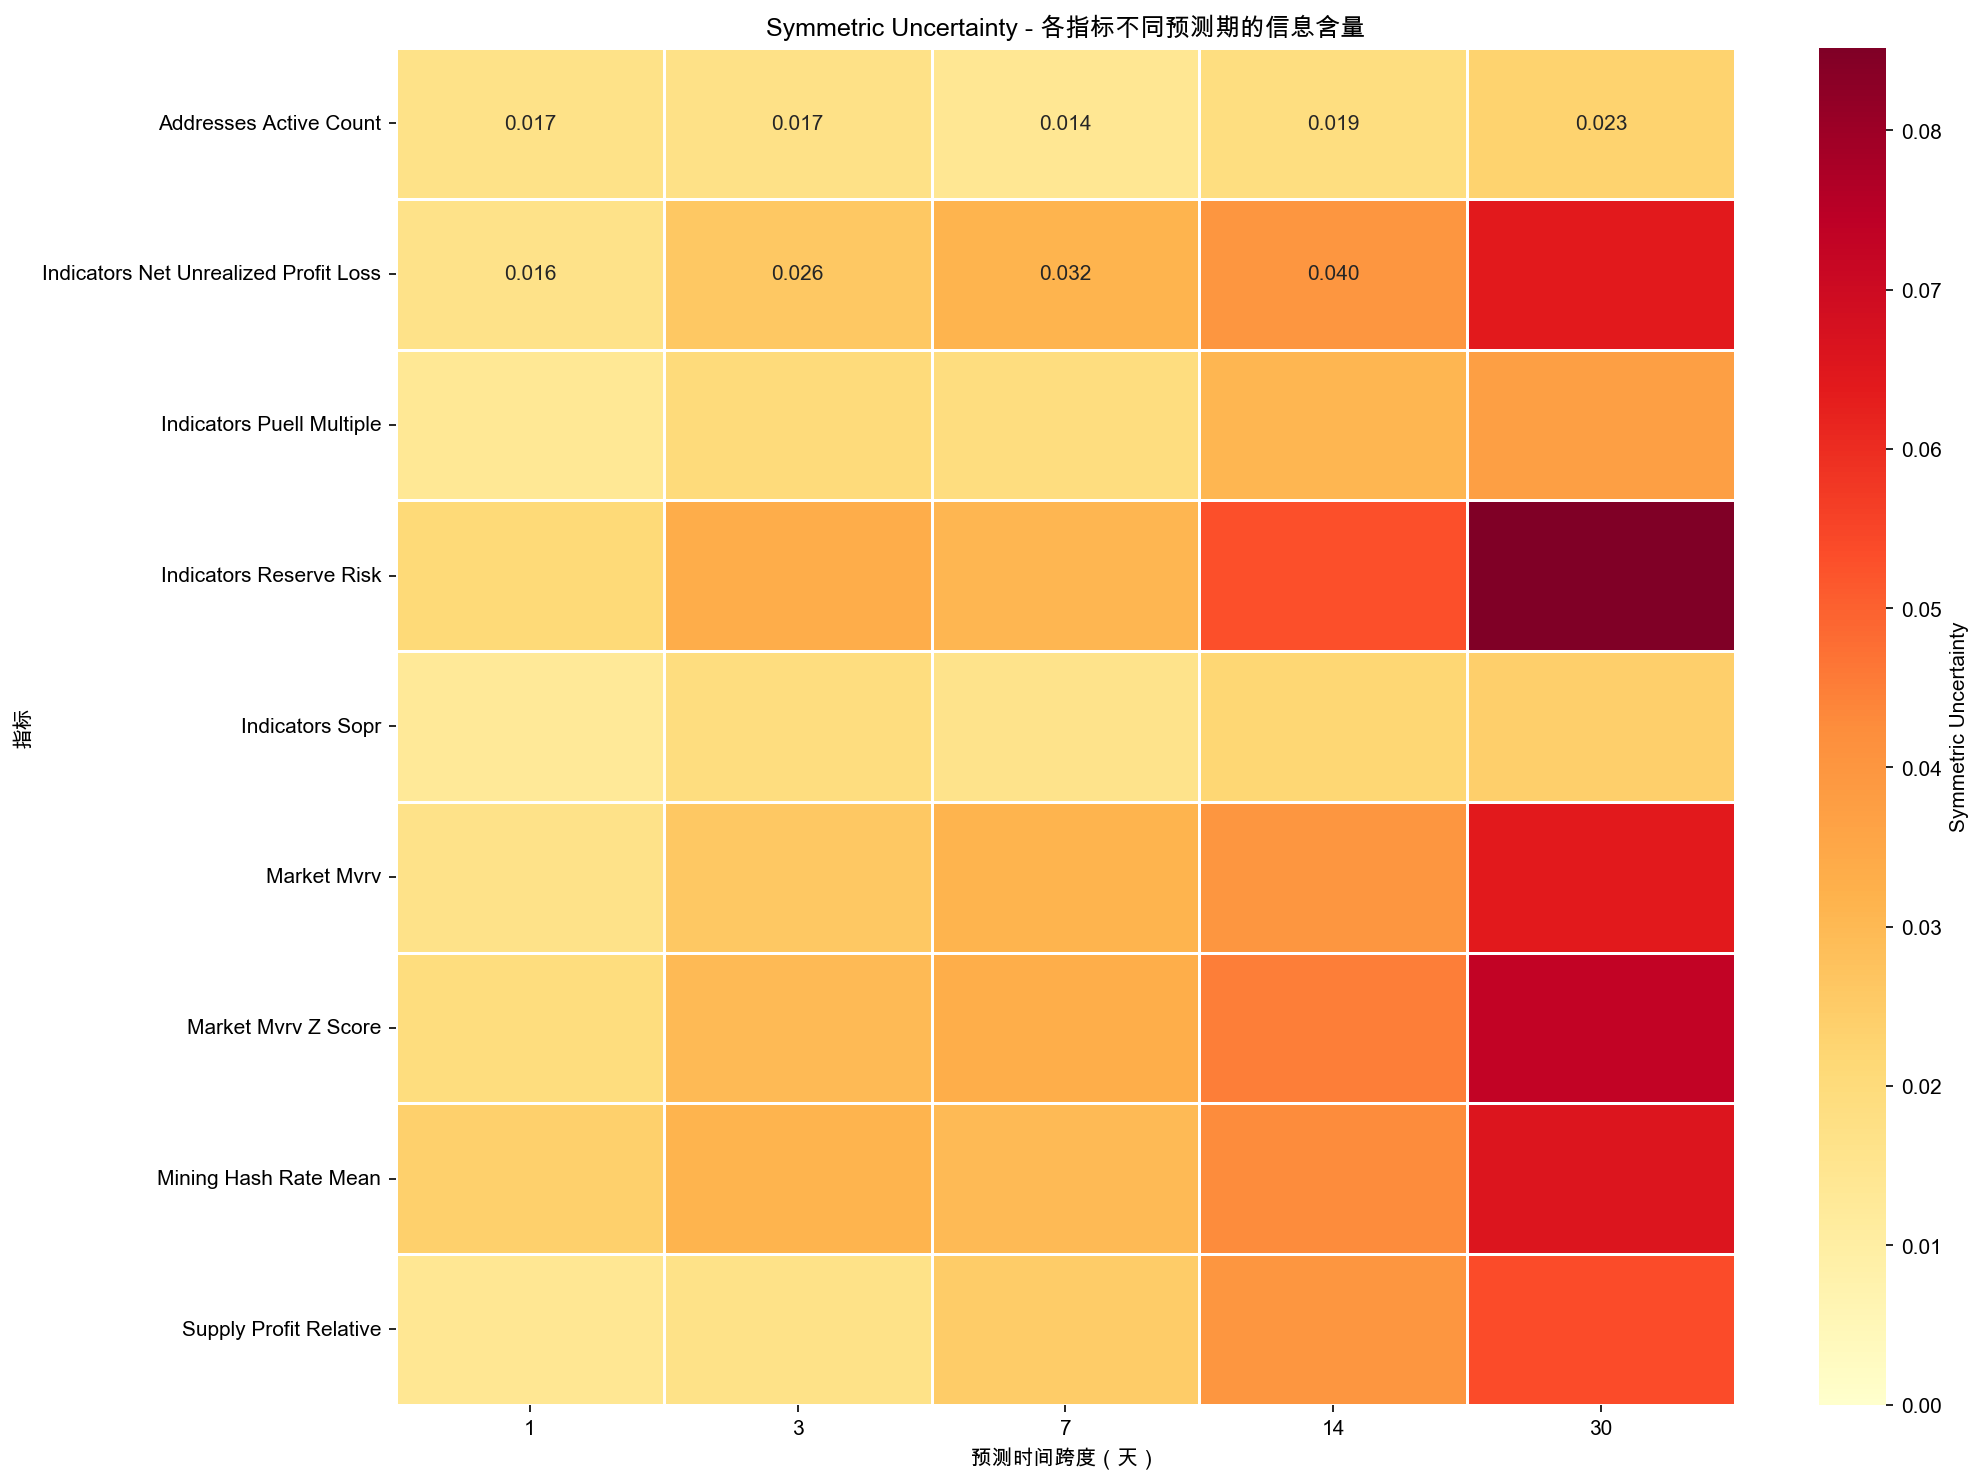 Symmetric Uncertainty - 各指标不同预测期的信息含量
Addresses Active Count
0.017
0.017
0.014
0.019
0.023
Indicators Net Unrealized Profit Loss
0.016
0.026
0.032
0.040
Indicators Puell Multiple
Indicators Reserve Risk
Indicators Sopr
Market Mvrv
Market Mvrv Z Score
Mining Hash Rate Mean
Supply Profit Relative
指标
1
3
7
14
30
预测时间跨度（天）
0.08
0.07
0.06
0.05
0.04
0.03
0.02
0.01
0.00
Symmetric Uncertainty